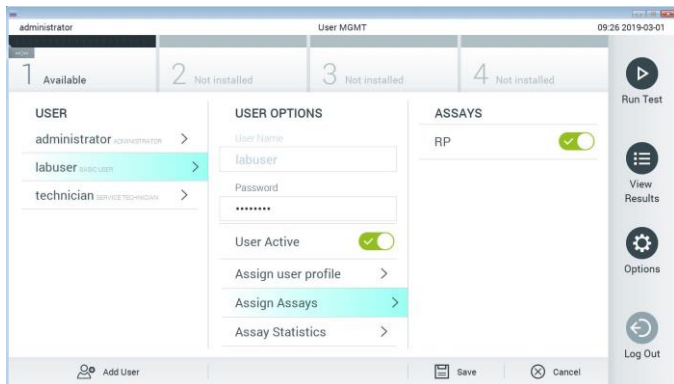 administrator
User MGMT
09:26 2019-03-01
1 Available
2 Not installed
3 Not installed
4 Not installed
USER
administrator ADMINISTRATOR
labuser BASIC USER
technician SERVICE TECHNICIAN
USER OPTIONS
User Name
labuser
Password
••••••••
User Active
Assign user profile
Assign Assays
Assay Statistics
ASSAYS
RP
Run Test
View
Results
Options
Log Out
Add User
Save
Cancel